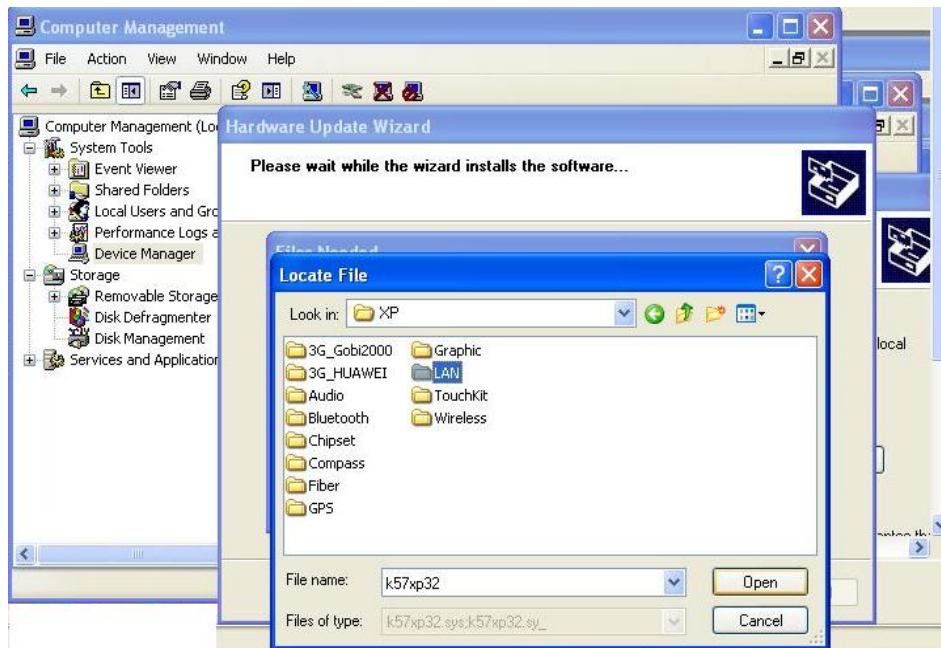 Computer Management
File Action View Window Help
Computer Management (Lo
System Tools
Event Viewer
Shared Folders
Local Users and Gro
Performance Logs a
Device Manager
Storage
Removable Storage
Disk Defragmenter
Disk Management
Services and Application
Hardware Update Wizard
Please wait while the wizard installs the software...
Files Needed
Locate File
Look in: XP
3G_Gobi2000 Graphic
3G_HUAWEI LAN
Audio TouchKit
Bluetooth Wireless
Chipset
Compass
Fiber
GPS
File name: k57xp32 Open
Files of type: k57xp32.sys;k57xp32.sy_ Cancel
local